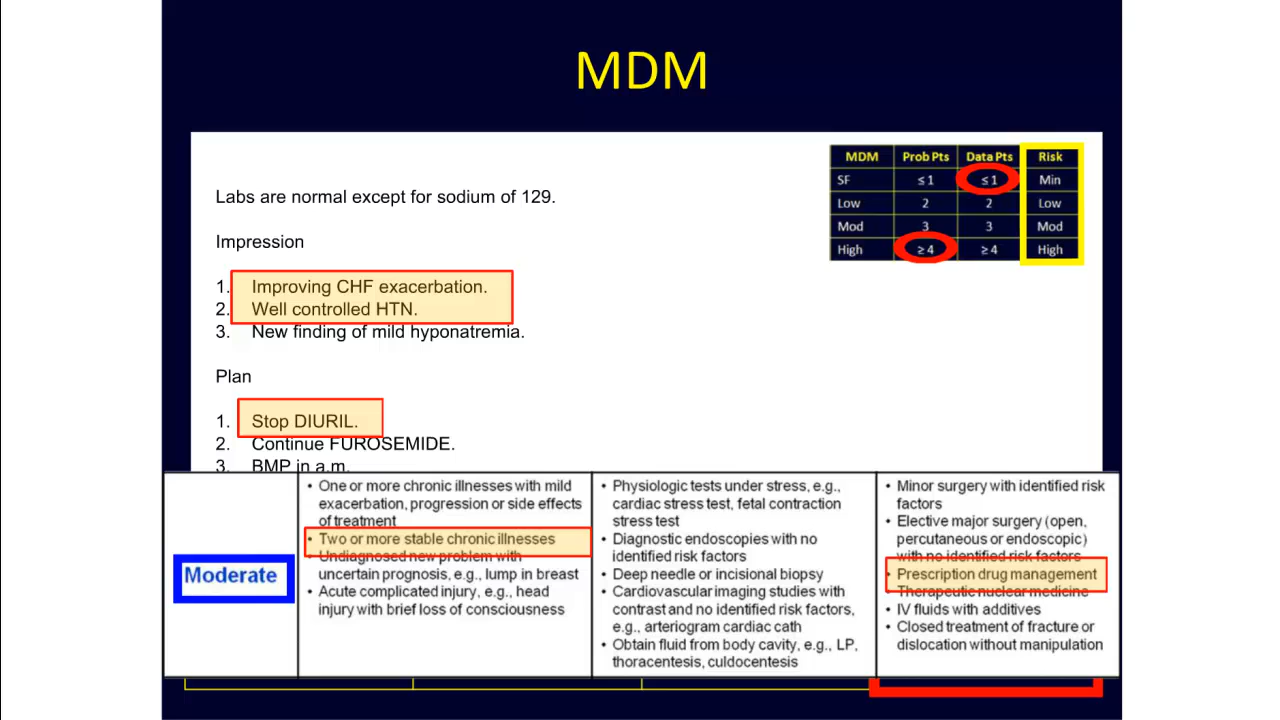 MDM
MDM Prob Pts Data Pts Risk
SF ≤ 1 ≤ 1 Min
Low 2 2 Low
Mod 3 3 Mod
High ≥ 4 ≥ 4 High
Labs are normal except for sodium of 129.
Impression
1. Improving CHF exacerbation.
2. Well controlled HTN.
3. New finding of mild hyponatremia.
Plan
1. Stop DIURIL.
2. Continue FUROSEMIDE.
3. BMP in a.m.
Moderate
• One or more chronic illnesses with mild
exacerbation, progression or side effects
of treatment
• Two or more stable chronic illnesses
• Undiagnosed new problem with
uncertain prognosis, e.g., lump in breast
• Acute complicated injury, e.g., head
injury with brief loss of consciousness
• Physiologic tests under stress, e.g.,
cardiac stress test, fetal contraction
stress test
• Diagnostic endoscopies with no
identified risk factors
• Deep needle or incisional biopsy
• Cardiovascular imaging studies with
contrast and no identified risk factors,
e.g., arteriogram cardiac cath
• Obtain fluid from body cavity, e.g., LP,
thoracentesis, culdocentesis
• Minor surgery with identified risk
factors
• Elective major surgery (open,
percutaneous or endoscopic)
with no identified risk factors
• Prescription drug management
• Therapeutic nuclear medicine
• IV fluids with additives
• Closed treatment of fracture or
dislocation without manipulation